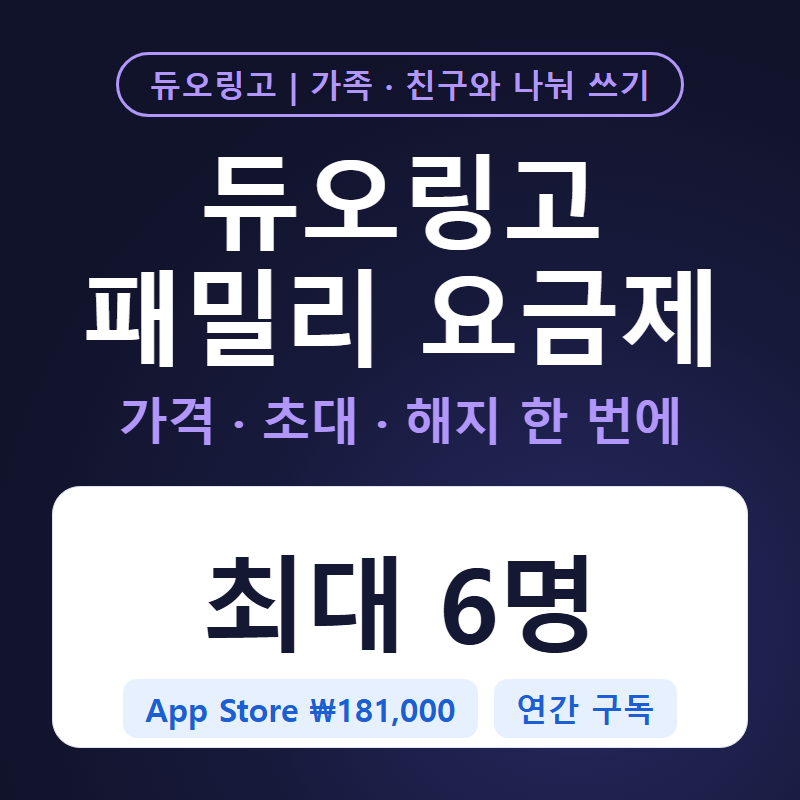 듀오링고 | 가족 · 친구와 나눠 쓰기
듀오링고
패밀리 요금제
가격 · 초대 · 해지 한 번에
최대 6명
App Store ₩181,000 연간 구독